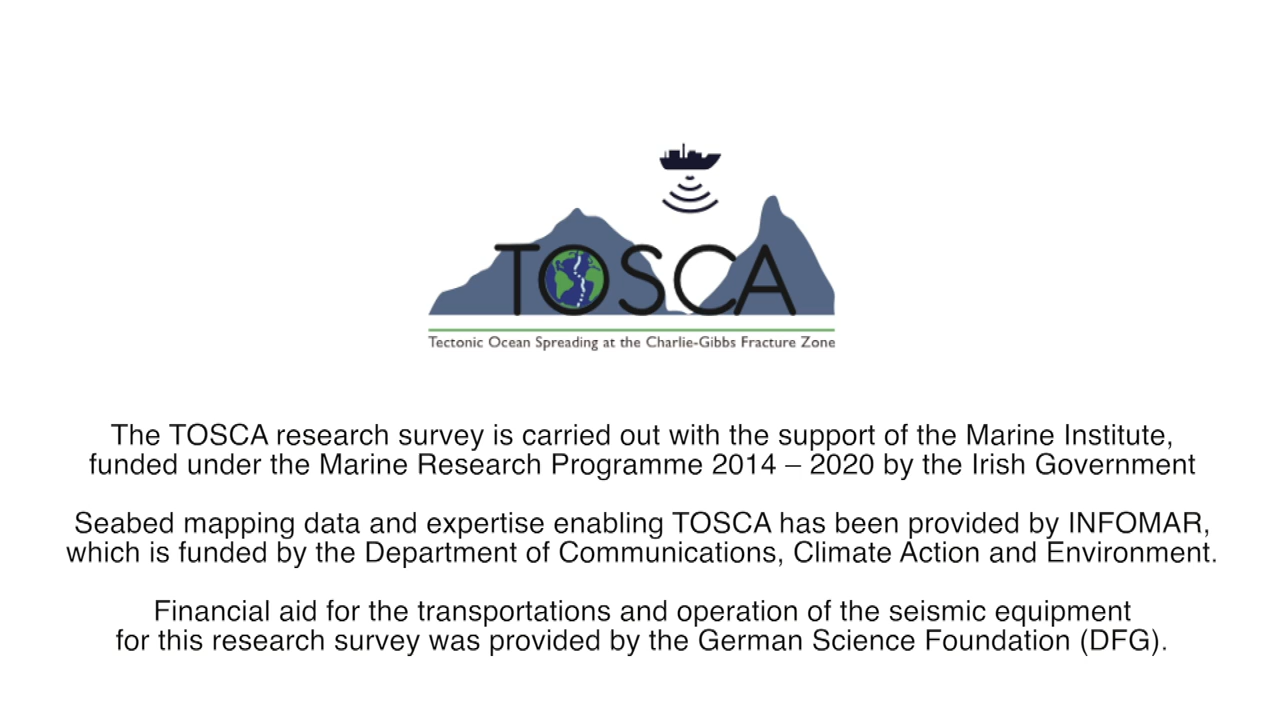 TOSCA
Tectonic Ocean Spreading at the Charlie-Gibbs Fracture Zone
The TOSCA research survey is carried out with the support of the Marine Institute,
funded under the Marine Research Programme 2014 – 2020 by the Irish Government
Seabed mapping data and expertise enabling TOSCA has been provided by INFOMAR,
which is funded by the Department of Communications, Climate Action and Environment.
Financial aid for the transportations and operation of the seismic equipment
for this research survey was provided by the German Science Foundation (DFG).